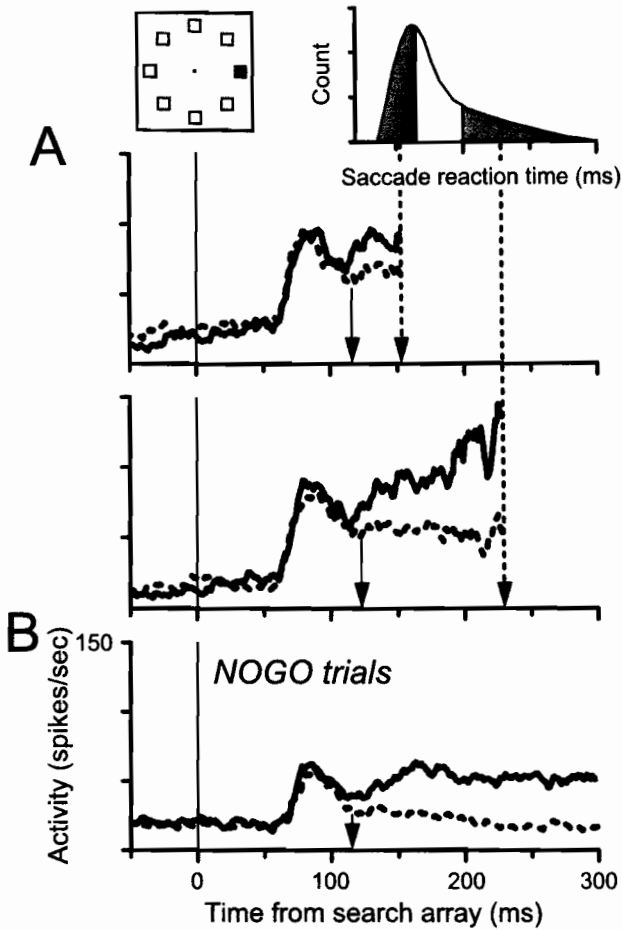 Count
Saccade reaction time (ms)
A
B
150
NOGO trials
Activity (spikes/sec)
0 100 200 300
Time from search array (ms)